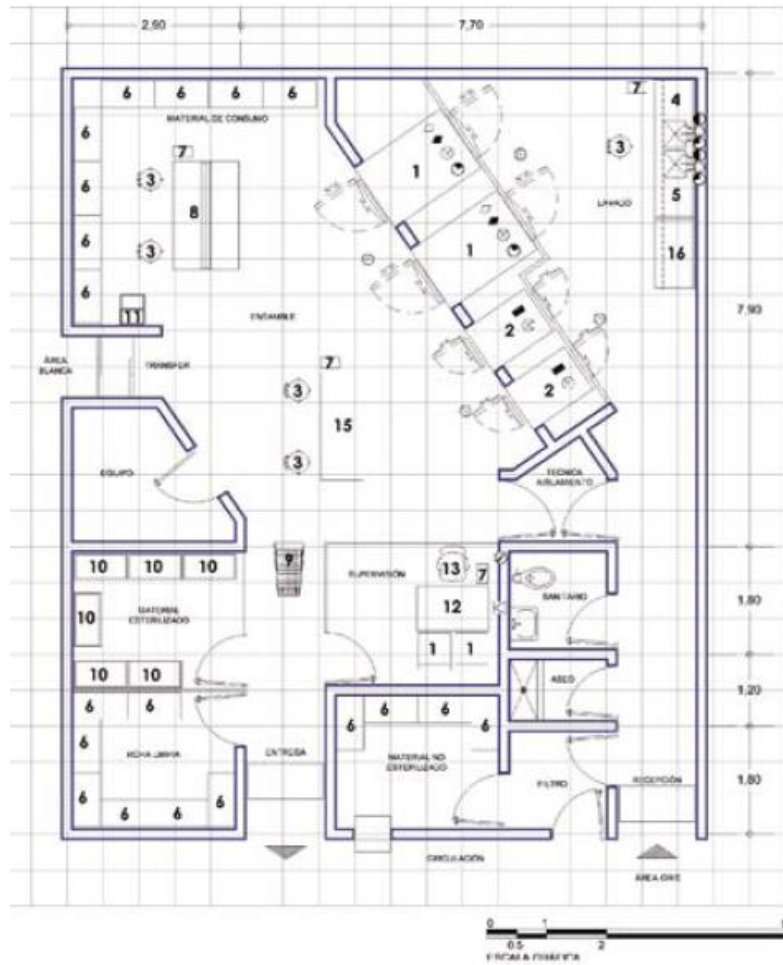 2,90 7,70
6 6 6 6 7 4
MATERIAL DE CONSUMO
6 7 3 1 3
3 8 5
6 1 LAVADO
6 3 16
6 11 2 7,90
ENSAMBLE
ÁREA BLANCA TRANSFER
7 2
3 15
EQUIPO 3
TECNICA AISLAMIENTO
9
10 10 10 SUPERVISIÓN 13 7
SANITARIO 1,80
10 MATERIAL ESTERILIZADO 12
10 10 1 1
ASEO 1,20
6 6 6 6 6 6
6 ROPA LIMPIA ENTREGA MATERIAL NO ESTERILIZADO FILTRO RECEPCIÓN 1,80
6 6 6 6
CIRCULACIÓN
ÁREA GRIS
0 1
0.5 2
ESCALA GRÁFICA